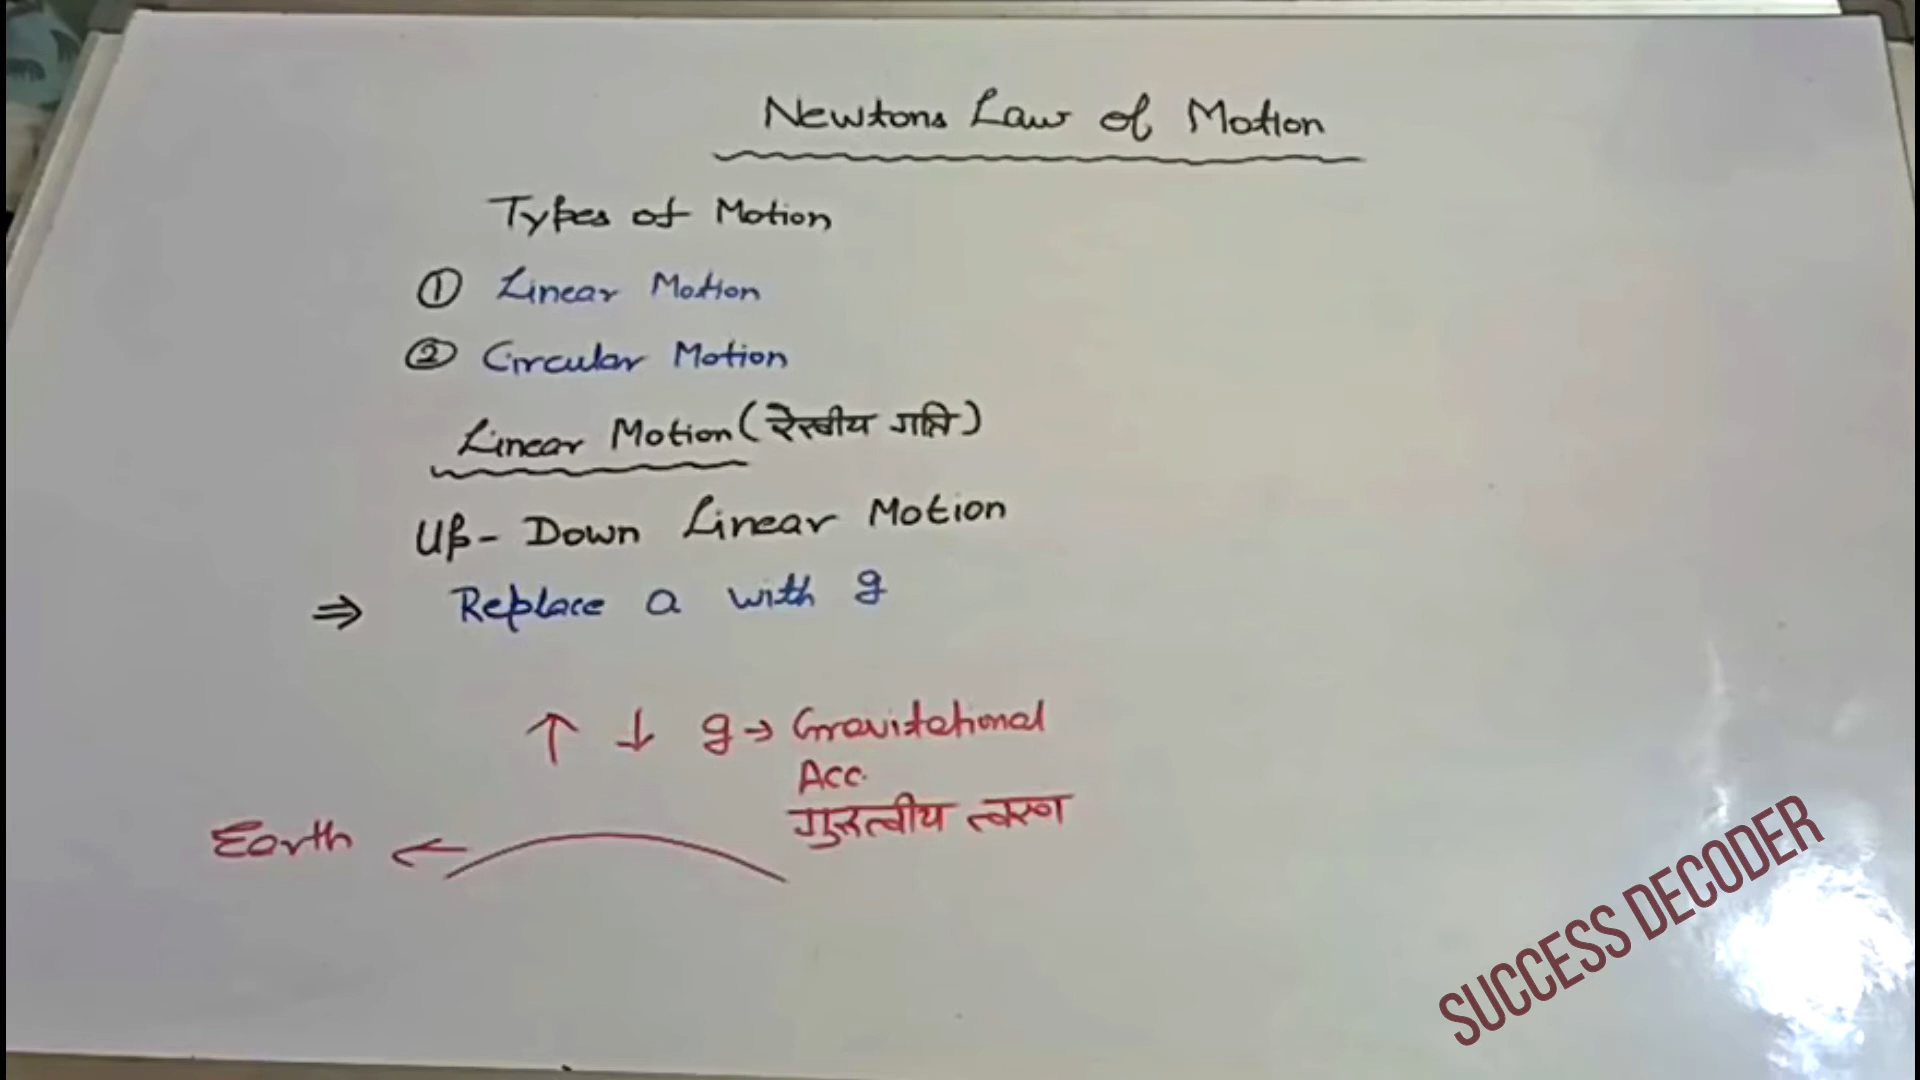 Newtons Law of Motion
Types of Motion
① Linear Motion
② Circular Motion
Linear Motion (रेखीय गति)
Up - Down Linear Motion
⇒ Replace a with g
↑ ↓ g → Gravitational
Acc.
गुरुत्वीय त्वरण
Earth ←
SUCCESS DECODER